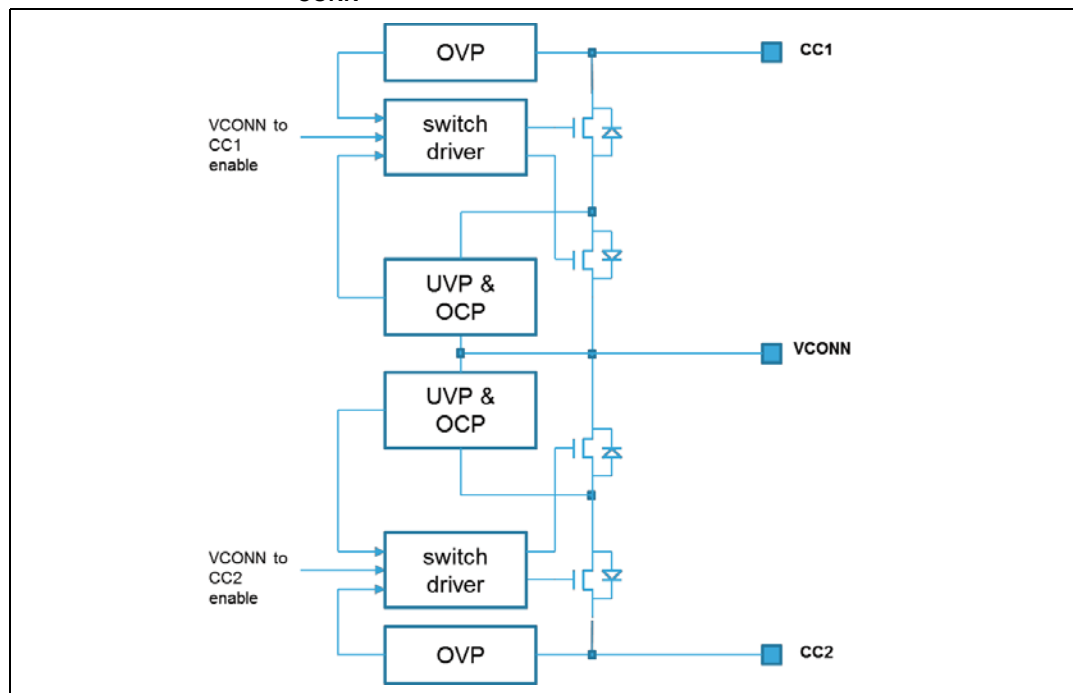 CONN
OVP
CC1
VCONN to
CC1
enable
switch
driver
UVP &
OCP
VCONN
UVP &
OCP
VCONN to
CC2
enable
switch
driver
OVP
CC2